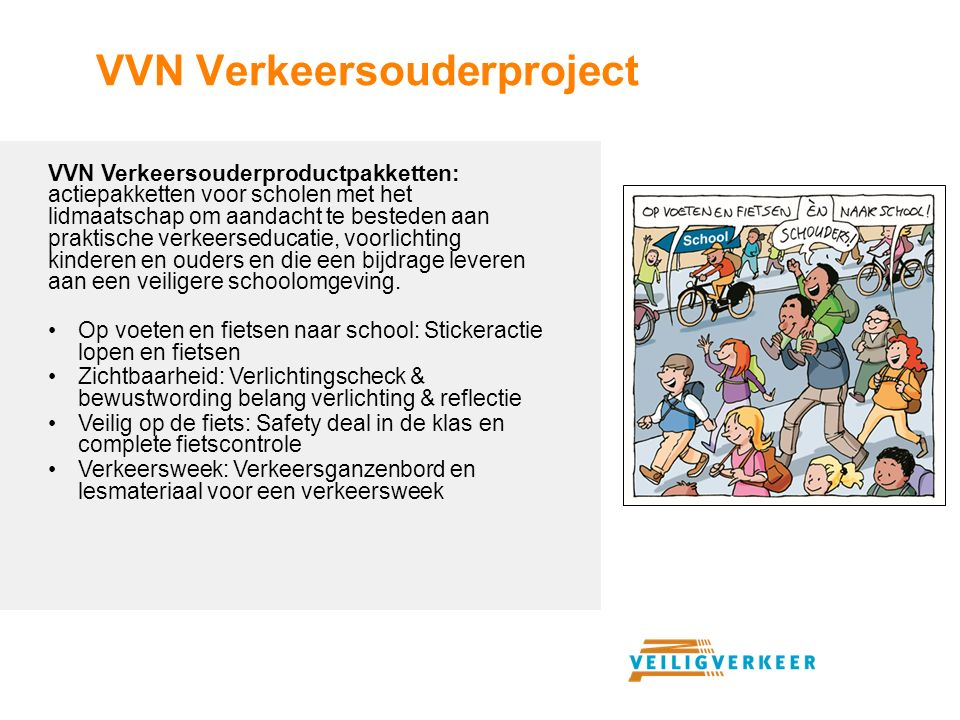 VVN Verkeersouderproject
VVN Verkeersouderproductpakketten:
actiepakketten voor scholen met het
lidmaatschap om aandacht te besteden aan
praktische verkeerseducatie, voorlichting
kinderen en ouders en die een bijdrage leveren
aan een veiligere schoolomgeving.
• Op voeten en fietsen naar school: Stickeractie
lopen en fietsen
• Zichtbaarheid: Verlichtingscheck &
bewustwording belang verlichting & reflectie
• Veilig op de fiets: Safety deal in de klas en
complete fietscontrole
• Verkeersweek: Verkeersganzenbord en
lesmateriaal voor een verkeersweek
OP VOETEN EN FIETSEN ÈN NAAR SCHOOL!
SCHOUDERS!
School
VEILIGVERKEER